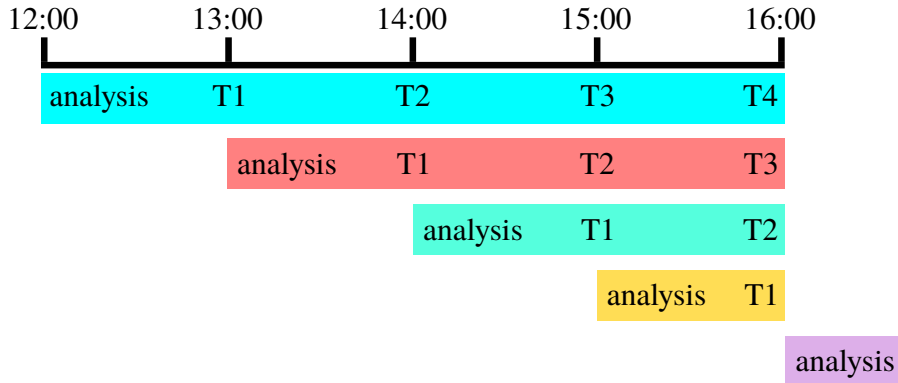 12:00 13:00 14:00 15:00 16:00
analysis T1 T2 T3 T4
analysis T1 T2 T3
analysis T1 T2
analysis T1
analysis